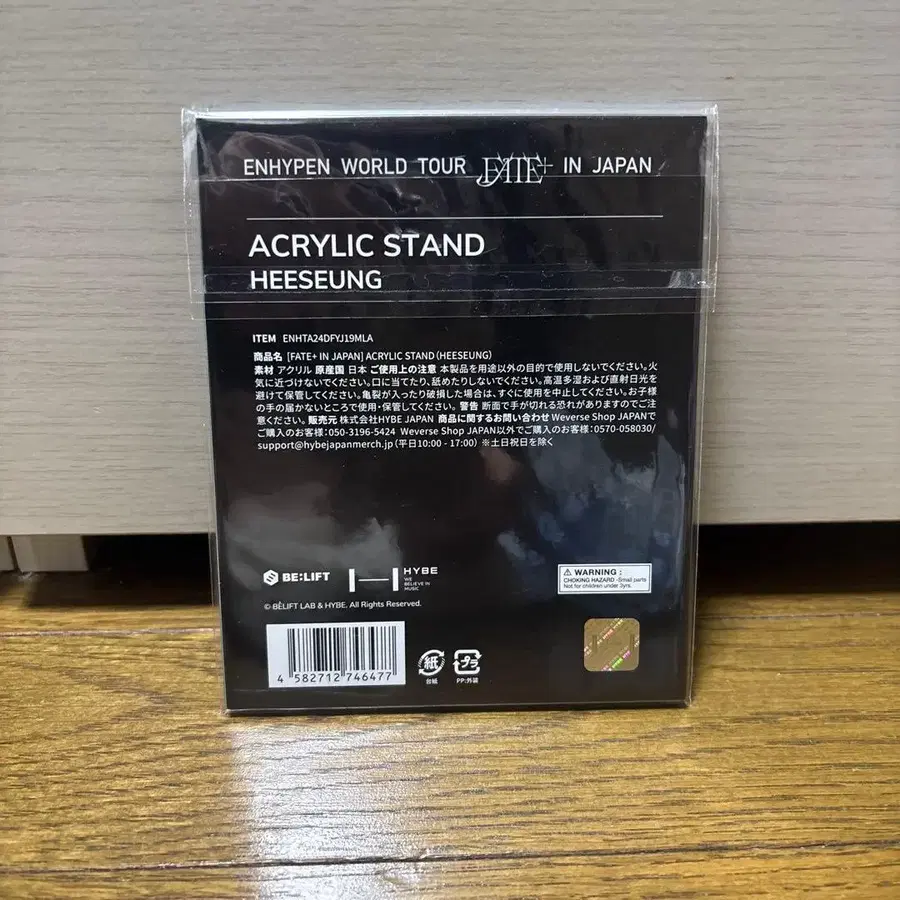 ENHYPEN WORLD TOUR FATE+ IN JAPAN
ACRYLIC STAND
HEESEUNG
ITEM ENHTA24DFYJ19MLA
商品名 [FATE+ IN JAPAN] ACRYLIC STAND (HEESEUNG)
素材 アクリル 原産国 日本 ご使用上の注意 本製品を用途以外の目的で使用しないでください。火
気に近づけないでください。口に当てたり、舐めたりしないでください。高温多湿および直射日光を
避けて保管してください。亀裂が入ったり破損した場合は、すぐに使用を中止してください。お子様
の手の届かないところで使用・保管してください。 警告 断面で手が切れる恐れがありますのでご注
意ください。 販売元 株式会社HYBE JAPAN 商品に関するお問い合わせ Weverse Shop JAPANで
ご購入のお客様：050-3196-5424 Weverse Shop JAPAN以外でご購入のお客様：0570-058030/
support@hybejapanmerch.jp (平日10:00 - 17:00) ※土日祝日を除く
BE:LIFT
HYBE
WE
BELIEVE IN
MUSIC
© BELIFT LAB & HYBE. All Rights Reserved.
⚠ WARNING :
CHOKING HAZARD -Small parts
Not for children under 3yrs.
4 582712 746477
紙
台紙
プラ
PP:外装